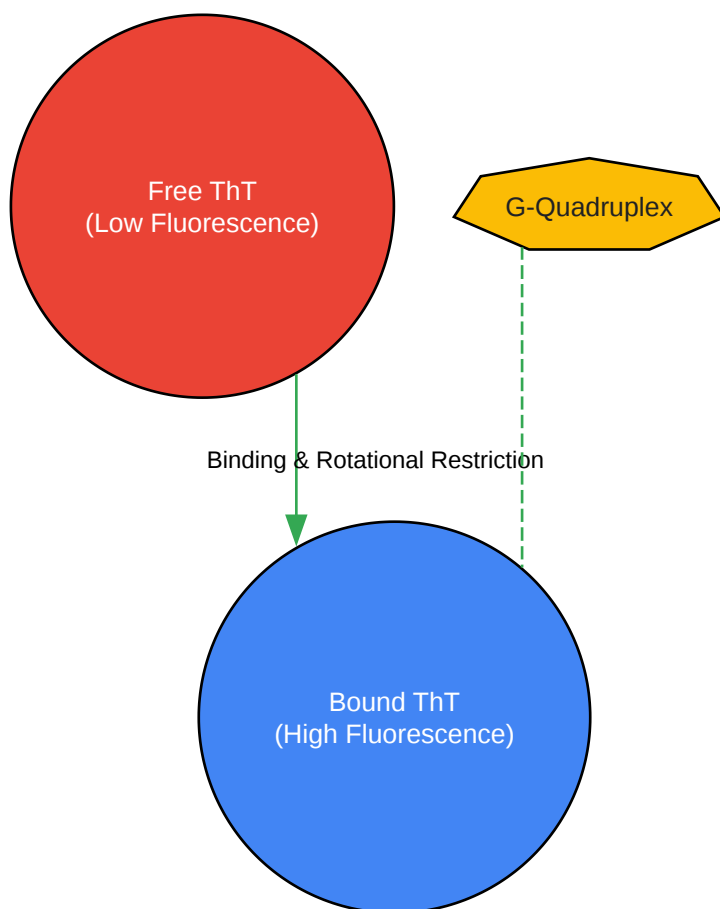 Free ThT
(Low Fluorescence)
G-Quadruplex
Binding & Rotational Restriction
Bound ThT
(High Fluorescence)